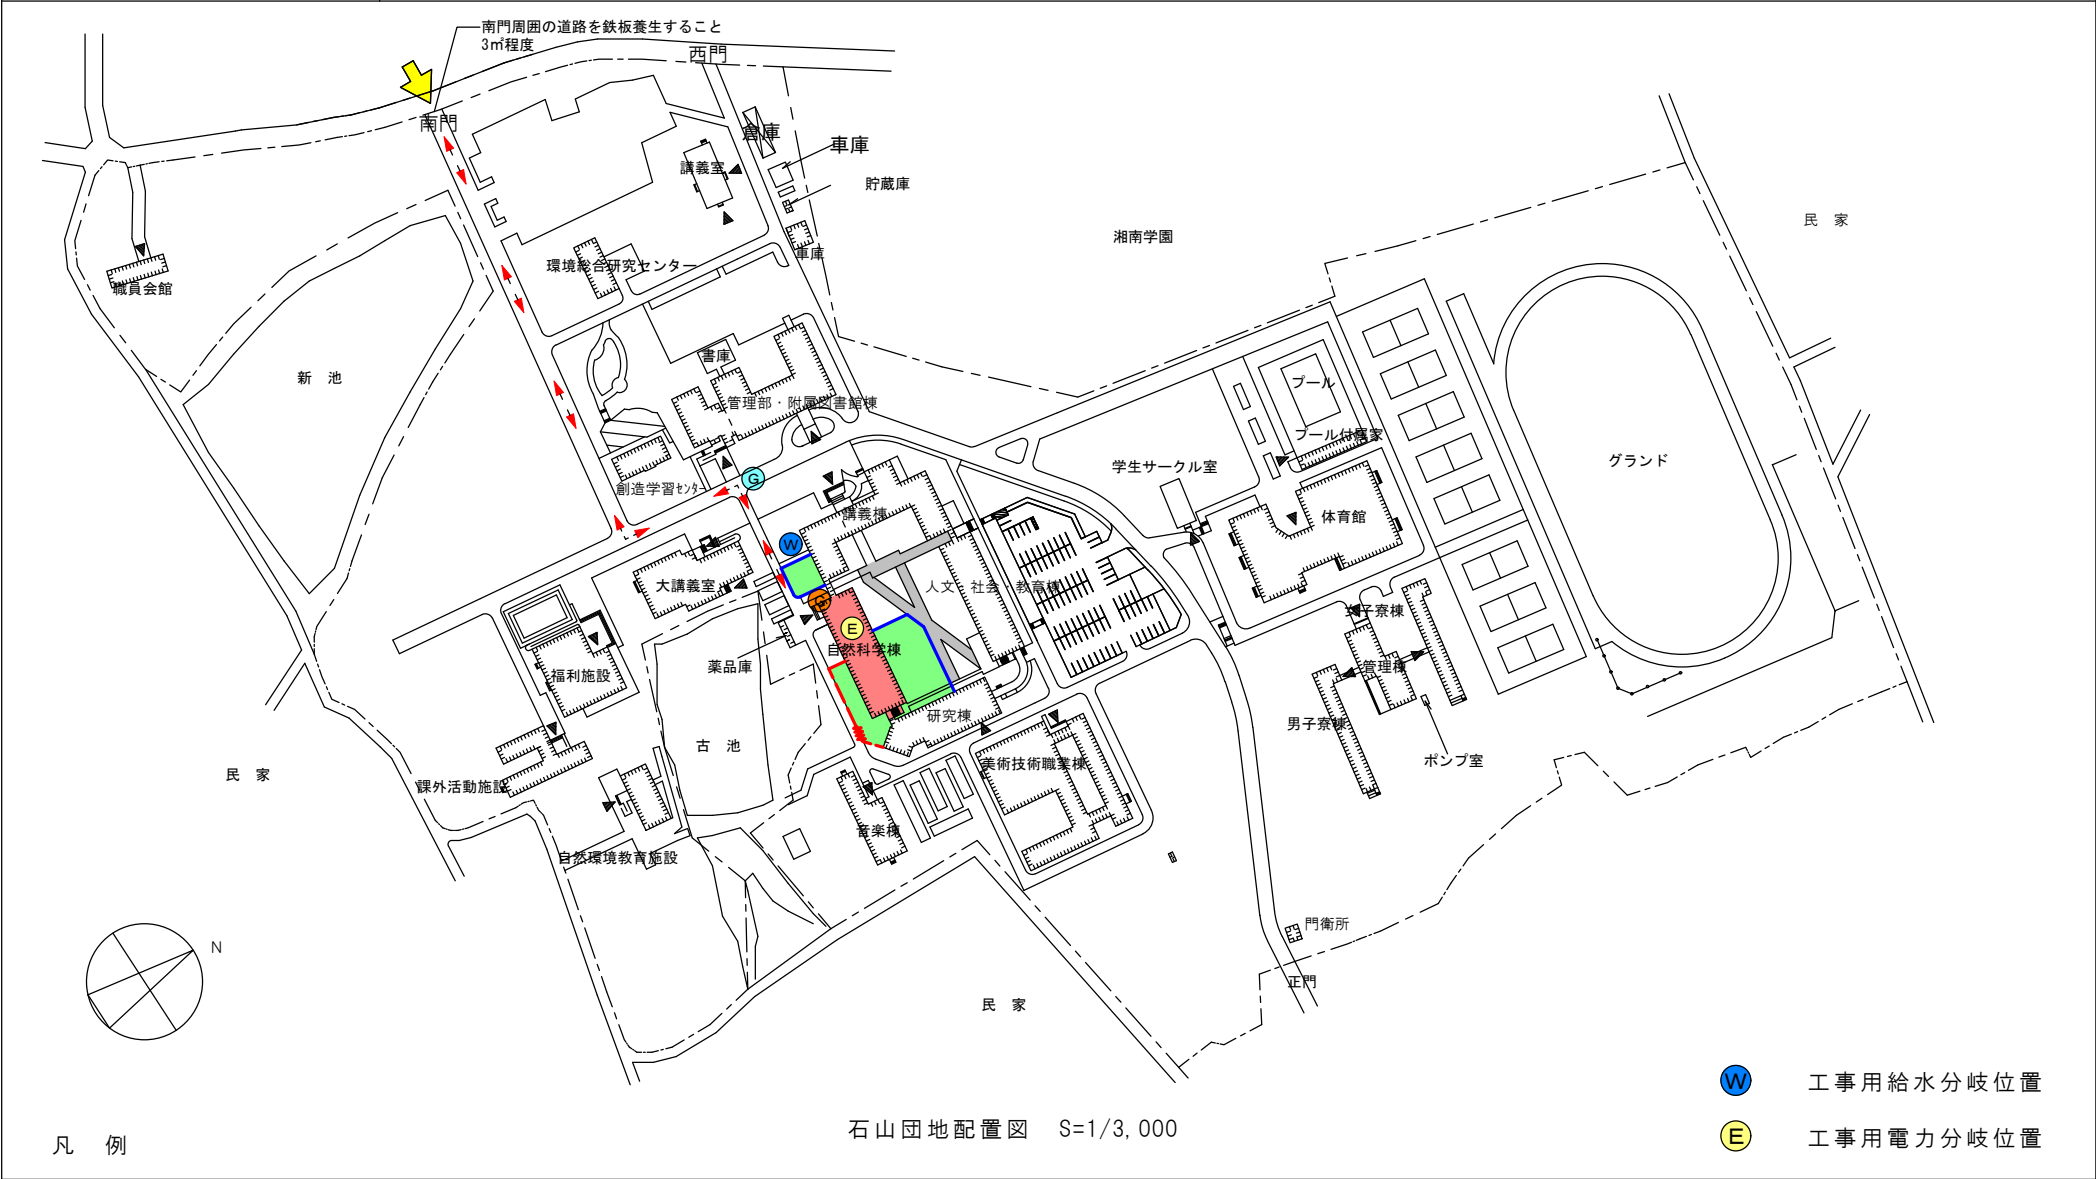 南門周囲の道路を鉄板養生すること
3㎡程度
西門
南門
倉庫
車庫
講義室
貯蔵庫
民　家
湘南学園
車庫
環境総合研究センター
職員会館
書庫
新　池
プール
管理部・附属図書館棟
プール付属家
学生サークル室
グランド
G
創造学習センター
講義棟
体育館
W
大講義室
人文・社会・教育棟
G
女子寮棟
E
自然科学棟
薬品庫
管理棟
福利施設
研究棟
男子寮棟
古　池
ポンプ室
美術技術職業棟
民　家
課外活動施設
音楽棟
自然環境教育施設
門衛所
N
正門
民　家
W　工事用給水分岐位置
石山団地配置図　S=1/3,000
E　工事用電力分岐位置
凡　例